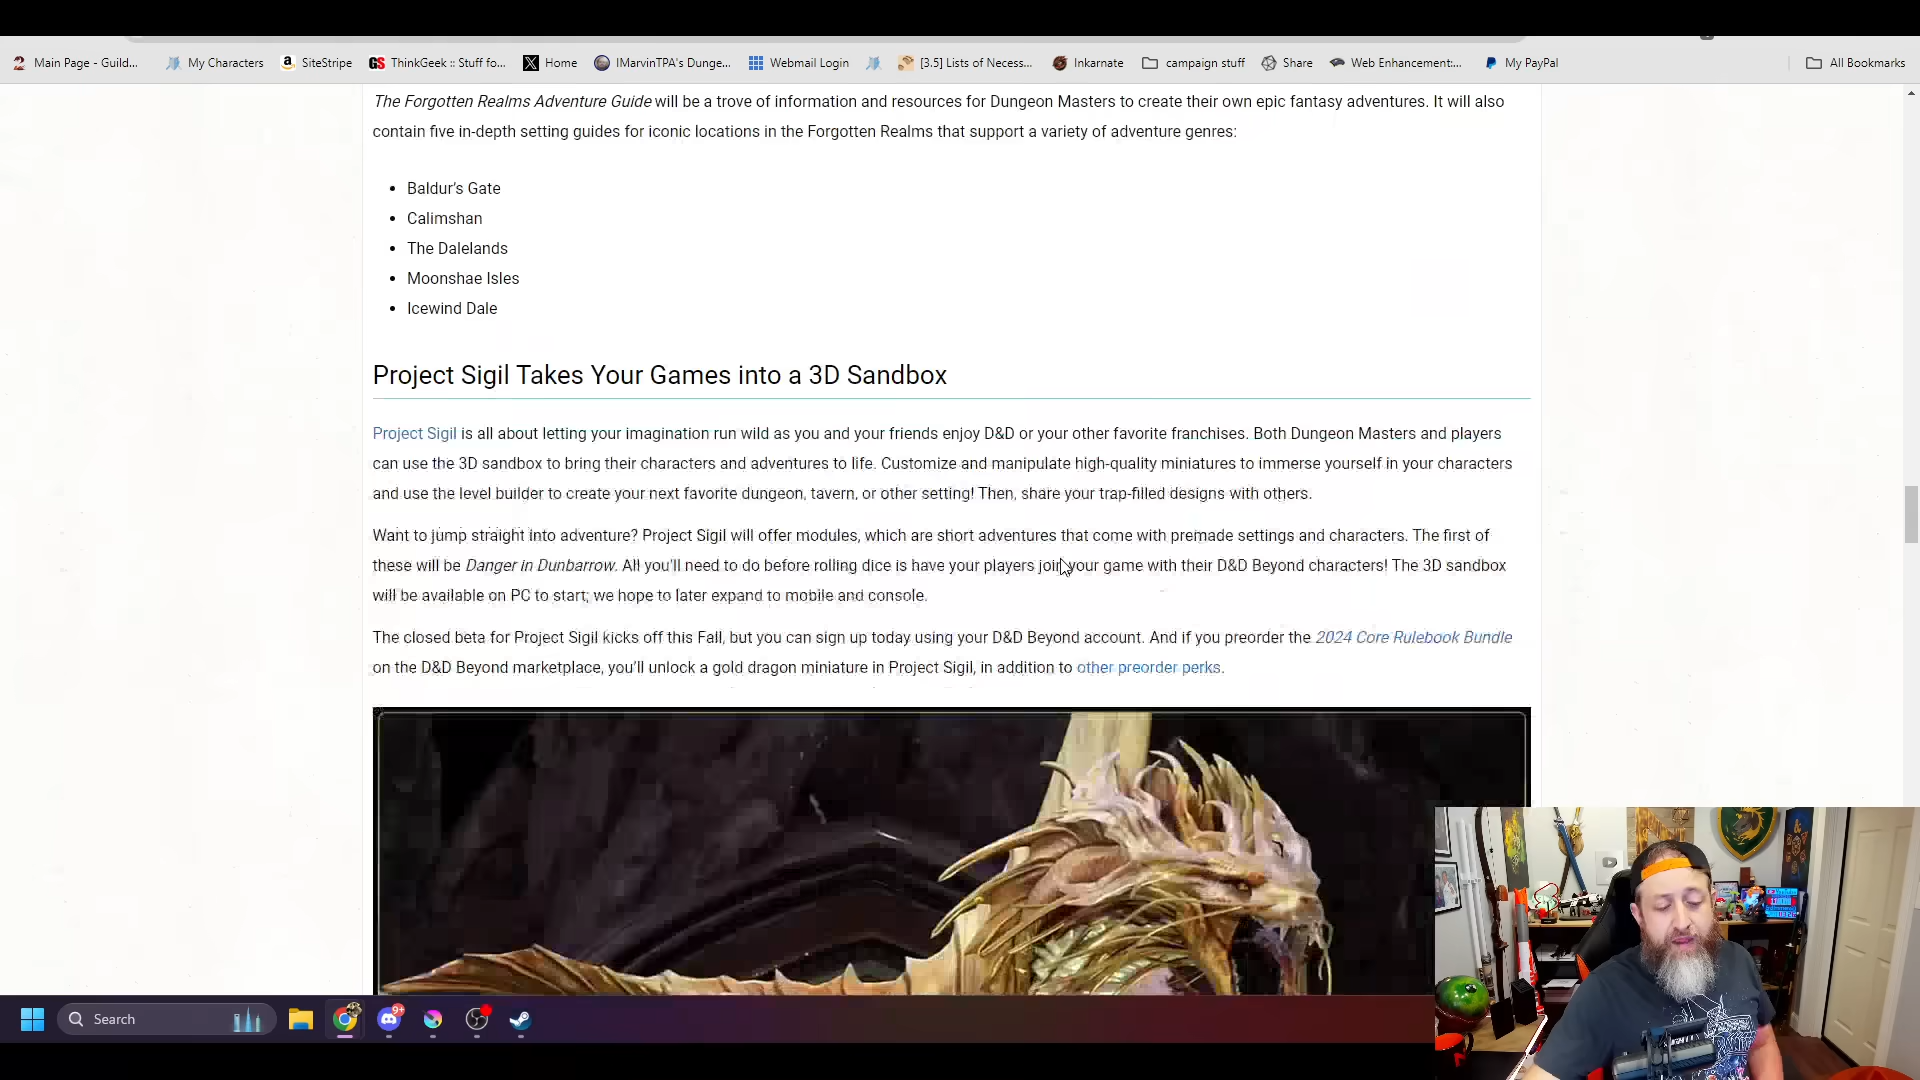 Main Page - Guild... My Characters SiteStripe GS ThinkGeek :: Stuff fo... Home IMarvinTPA's Dunge... Webmail Login [3.5] Lists of Necess... Inkarnate campaign stuff Share Web Enhancement:... My PayPal All Bookmarks
The Forgotten Realms Adventure Guide will be a trove of information and resources for Dungeon Masters to create their own epic fantasy adventures. It will also
contain five in-depth setting guides for iconic locations in the Forgotten Realms that support a variety of adventure genres:
• Baldur's Gate
• Calimshan
• The Dalelands
• Moonshae Isles
• Icewind Dale
Project Sigil Takes Your Games into a 3D Sandbox
Project Sigil is all about letting your imagination run wild as you and your friends enjoy D&D or your other favorite franchises. Both Dungeon Masters and players
can use the 3D sandbox to bring their characters and adventures to life. Customize and manipulate high-quality miniatures to immerse yourself in your characters
and use the level builder to create your next favorite dungeon, tavern, or other setting! Then, share your trap-filled designs with others.
Want to jump straight into adventure? Project Sigil will offer modules, which are short adventures that come with premade settings and characters. The first of
these will be Danger in Dunbarrow. All you'll need to do before rolling dice is have your players join your game with their D&D Beyond characters! The 3D sandbox
will be available on PC to start; we hope to later expand to mobile and console.
The closed beta for Project Sigil kicks off this Fall, but you can sign up today using your D&D Beyond account. And if you preorder the 2024 Core Rulebook Bundle
on the D&D Beyond marketplace, you'll unlock a gold dragon miniature in Project Sigil, in addition to other preorder perks.
Search
9+